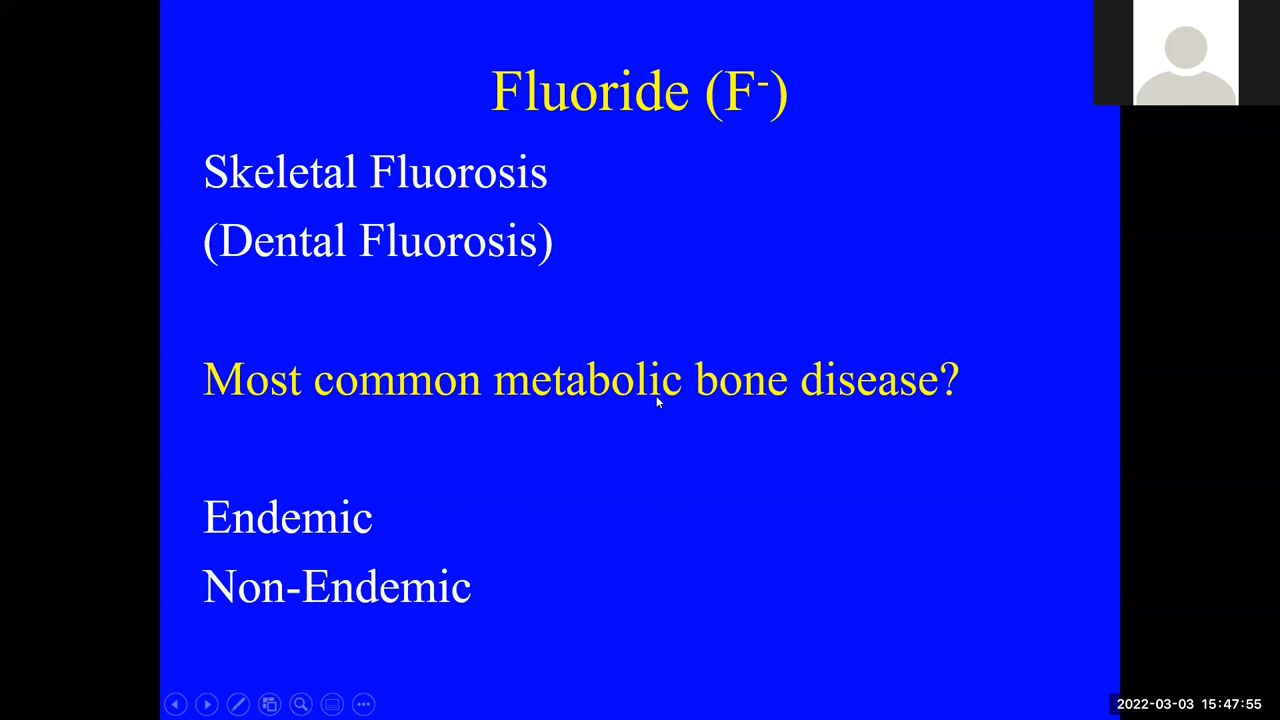 Fluoride (F⁻)
Skeletal Fluorosis
(Dental Fluorosis)
Most common metabolic bone disease?
Endemic
Non-Endemic
2022-03-03 15:47:55